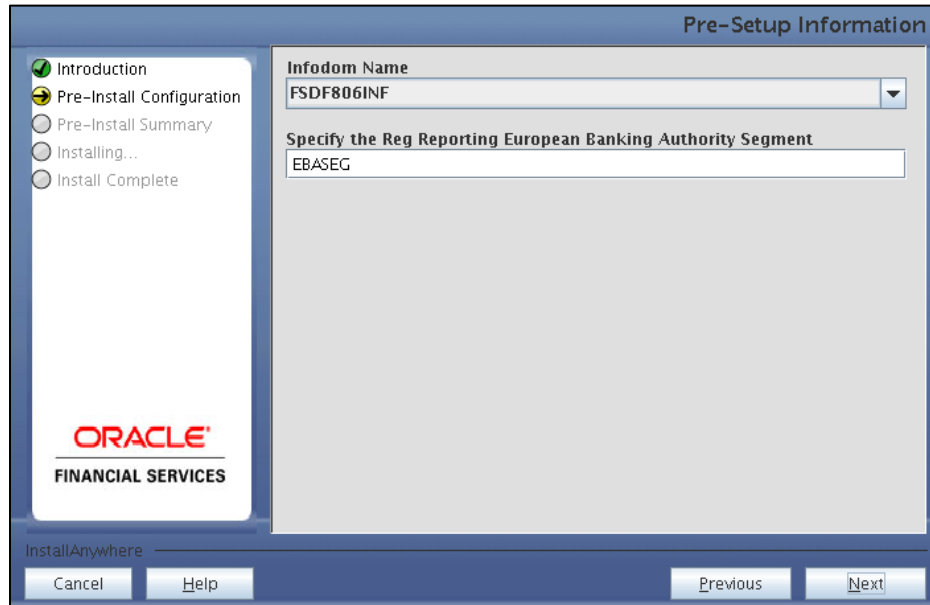 Pre-Setup Information
Introduction
Pre-Install Configuration
Pre-Install Summary
Installing...
Install Complete
Infodom Name
FSDF806INF
Specify the Reg Reporting European Banking Authority Segment
EBASEG
ORACLE'
FINANCIAL SERVICES
InstallAnywhere
Cancel
Help
Previous
Next